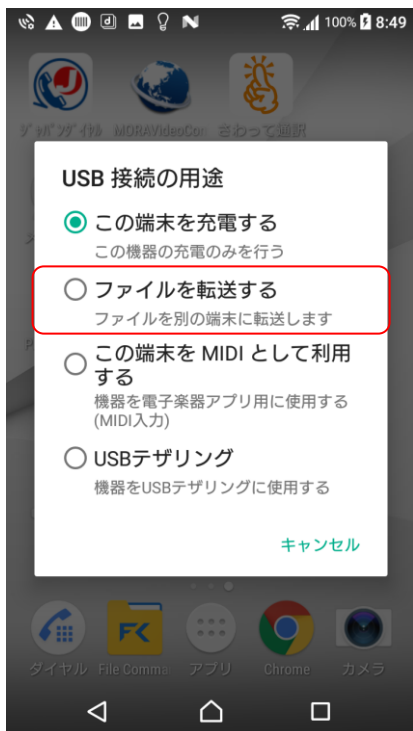 100% 8:49
ジャパンダイヤル MORAVideoCon さわって通訳
USB 接続の用途
この端末を充電する
この機器の充電のみを行う
ファイルを転送する
ファイルを別の端末に転送します
この端末を MIDI として利用
する
機器を電子楽器アプリ用に使用する
(MIDI入力)
USBテザリング
機器をUSBテザリングに使用する
キャンセル
ダイヤル File Comma アプリ Chrome カメラ